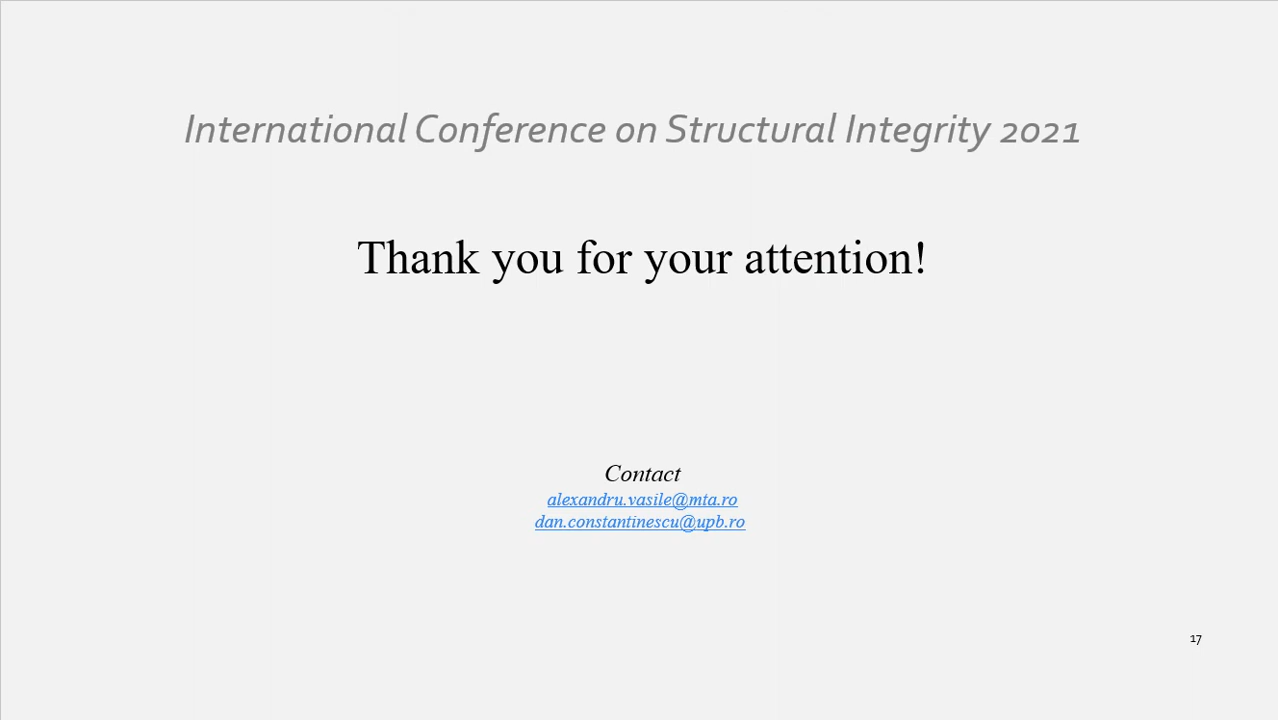 International Conference on Structural Integrity 2021
Thank you for your attention!
Contact
alexandru.vasile@mta.ro
dan.constantinescu@upb.ro
17